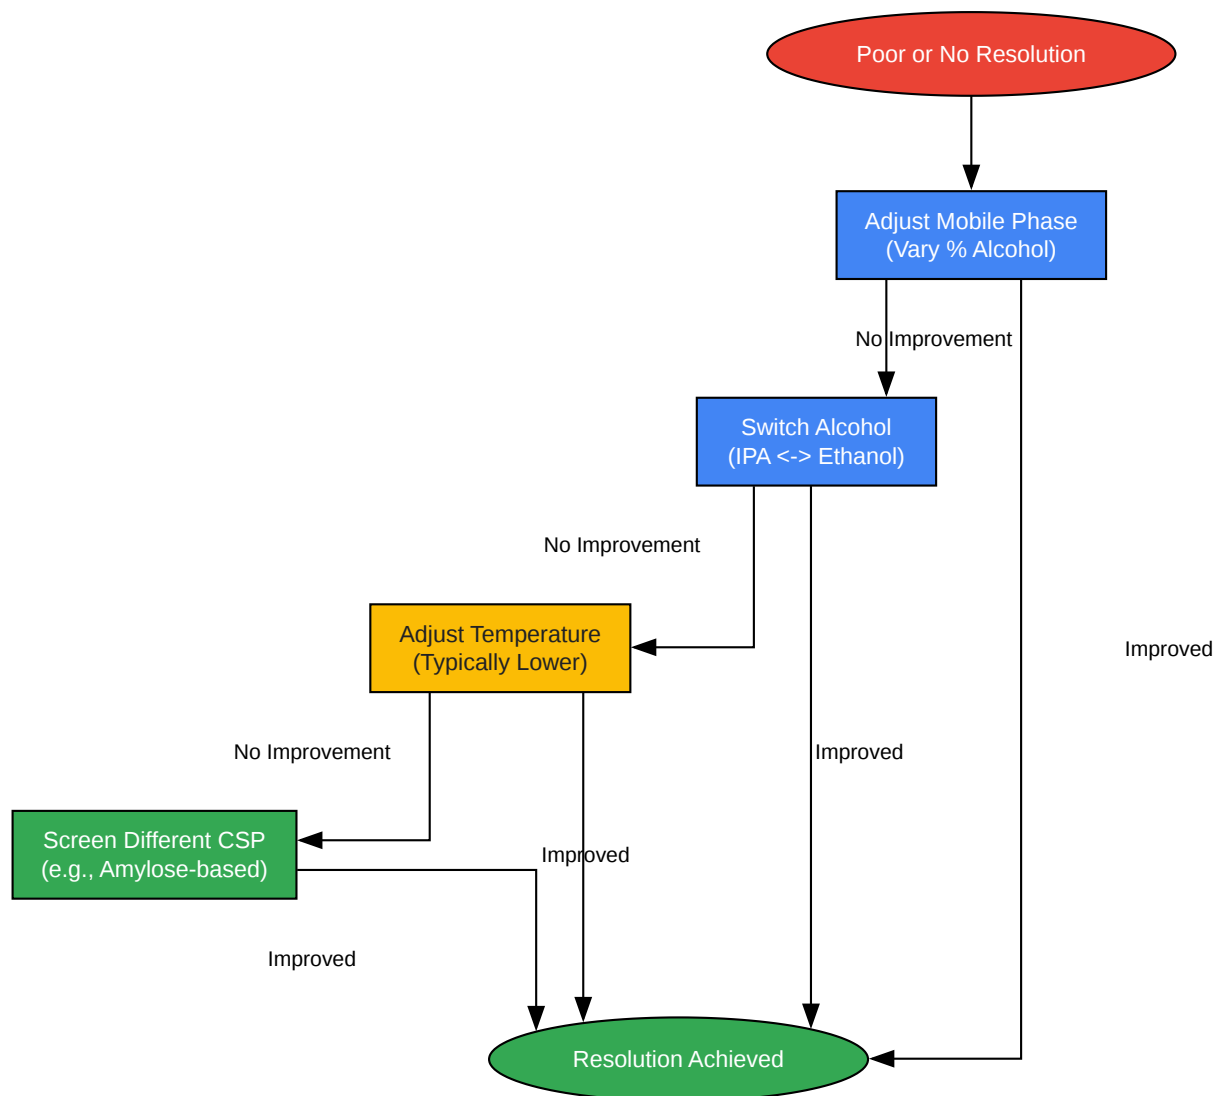 Poor or No Resolution
Adjust Mobile Phase
(Vary % Alcohol)
No Improvement
Switch Alcohol
(IPA <-> Ethanol)
No Improvement
Adjust Temperature
(Typically Lower)
Improved
No Improvement
Improved
Screen Different CSP
(e.g., Amylose-based)
Improved
Improved
Resolution Achieved